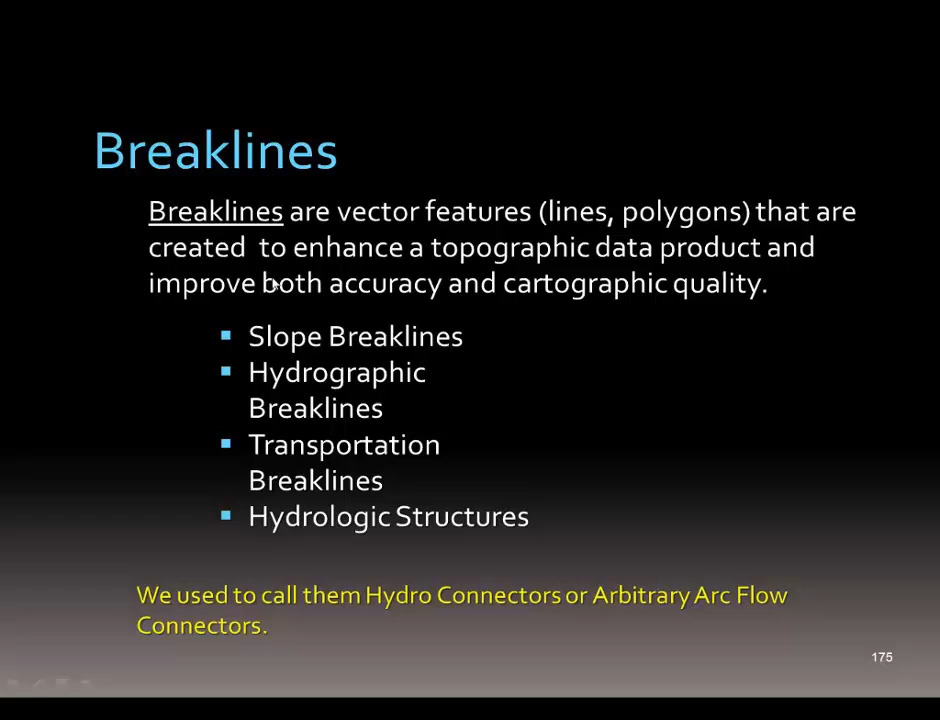 Breaklines
Breaklines are vector features (lines, polygons) that are
created to enhance a topographic data product and
improve both accuracy and cartographic quality.
Slope Breaklines
Hydrographic
Breaklines
Transportation
Breaklines
Hydrologic Structures
We used to call them Hydro Connectors or Arbitrary Arc Flow
Connectors.
175